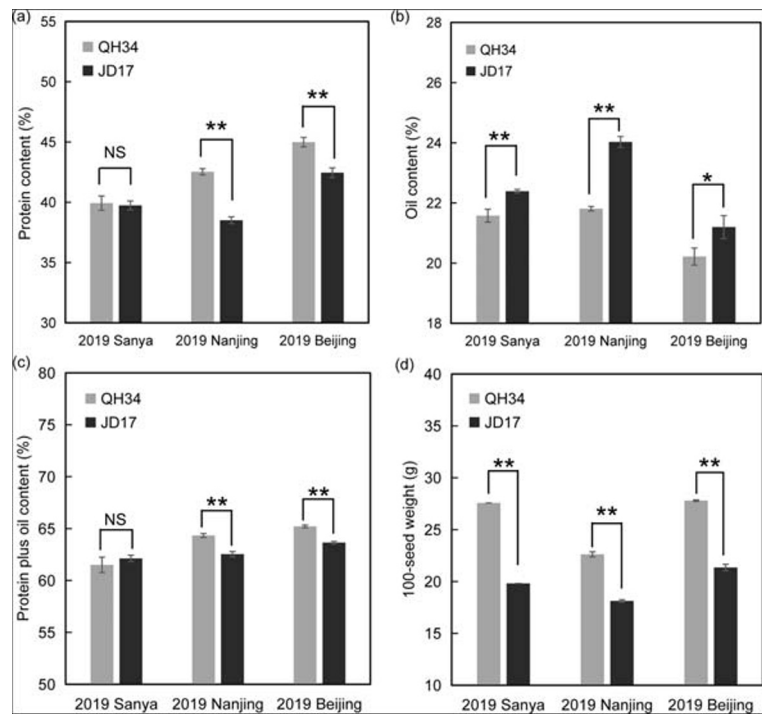 (a)
55
50
45
40
35
30
Protein content (%)
QH34
JD17
NS
**
**
2019 Sanya 2019 Nanjing 2019 Beijing
(b)
28
26
24
22
20
18
Oil content (%)
QH34
JD17
**
**
*
2019 Sanya 2019 Nanjing 2019 Beijing
(c)
80
75
70
65
60
55
50
Protein plus oil content (%)
QH34
JD17
NS
**
**
2019 Sanya 2019 Nanjing 2019 Beijing
(d)
40
35
30
25
20
15
10
100-seed weight (g)
QH34
JD17
**
**
**
2019 Sanya 2019 Nanjing 2019 Beijing